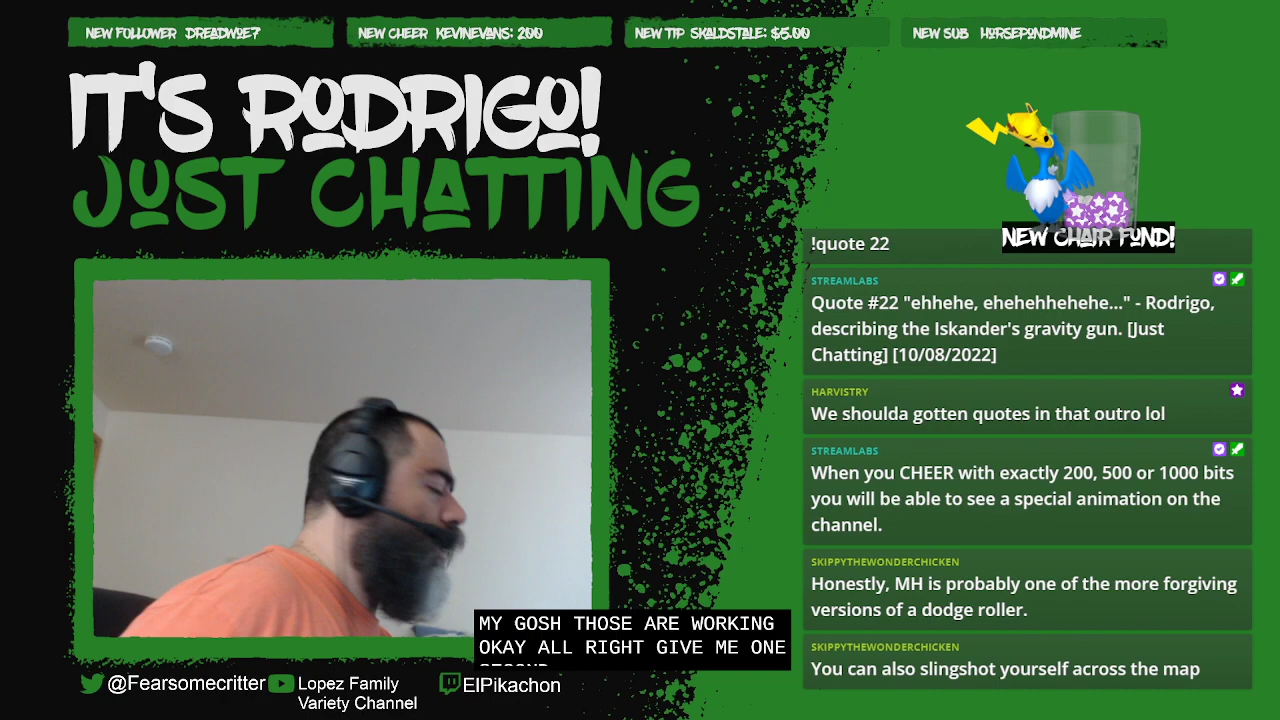 NEW FOLLOWER DREADWOE7
NEW CHEER KEVINEVANS: 200
NEW TIP SKALDSTALE: $5.00
NEW SUB HORSEPONDMINE
IT'S RODRIGO!
JUST CHATTING
NEW CHAIR FUND!
!quote 22
STREAMLABS
Quote #22 "ehhehe, ehehehhehehe..." - Rodrigo,
describing the Iskander's gravity gun. [Just
Chatting] [10/08/2022]
HARVISTRY
We shoulda gotten quotes in that outro lol
STREAMLABS
When you CHEER with exactly 200, 500 or 1000 bits
you will be able to see a special animation on the
channel.
SKIPPYTHEWONDERCHICKEN
Honestly, MH is probably one of the more forgiving
versions of a dodge roller.
SKIPPYTHEWONDERCHICKEN
You can also slingshot yourself across the map
MY GOSH THOSE ARE WORKING
OKAY ALL RIGHT GIVE ME ONE
@Fearsomecritter
Lopez Family
Variety Channel
ElPikachon